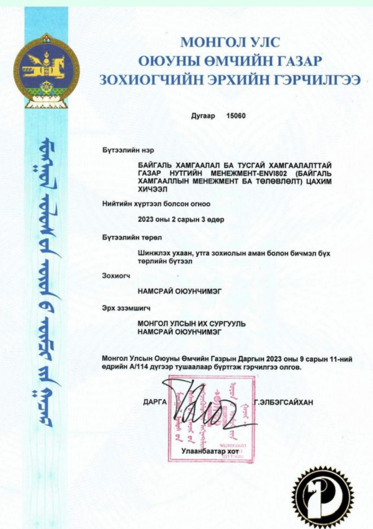 МОНГОЛ УЛС
ОЮУНЫ ӨМЧИЙН ГАЗАР
ЗОХИОГЧИЙН ЭРХИЙН ГЭРЧИЛГЭЭ
Дугаар 15060
Бүтээлийн нэр
БАЙГАЛЬ ХАМГААЛАЛ БА ТУСГАЙ ХАМГААЛАЛТТАЙ
ГАЗАР НУТГИЙН МЕНЕЖМЕНТ-ENVI802 (БАЙГАЛЬ
ХАМГААЛЛЫН МЕНЕЖМЕНТ БА ТӨЛӨВЛӨЛТ) ЦАХИМ
ХИЧЭЭЛ
Нийтийн хүртээл болсон огноо
2023 оны 2 сарын 3 өдөр
Бүтээлийн төрөл
Шинжлэх ухаан, утга зохиолын аман болон бичмэл бүх
төрлийн бүтээл
Зохиогч
НАМСРАЙ ОЮУНЧИМЭГ
Эрх эзэмшигч
МОНГОЛ УЛСЫН ИХ СУРГУУЛЬ
НАМСРАЙ ОЮУНЧИМЭГ
Монгол Улсын Оюуны Өмчийн Газрын Даргын 2023 оны 9 сарын 11-ний
өдрийн А/114 дүгээр тушаалаар бүртгэж гэрчилгээ олгов.
ДАРГА Г.ЭЛБЭГСАЙХАН
Улаанбаатар хот